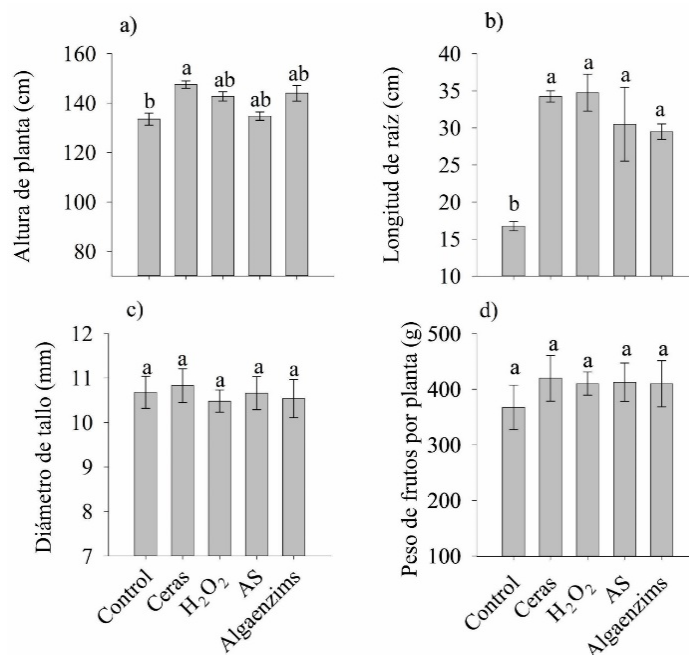 a)
Altura de planta (cm)
160
140
120
100
80
b
a
ab
ab
ab
b)
Longitud de raíz (cm)
40
35
30
25
20
15
10
b
a
a
a
a
c)
Diámetro de tallo (mm)
12
11
10
9
8
7
a
a
a
a
a
Control
Ceras
H₂O₂
AS
Algaenzims
d)
Peso de frutos por planta (g)
500
400
300
200
100
a
a
a
a
a
Control
Ceras
H₂O₂
AS
Algaenzims